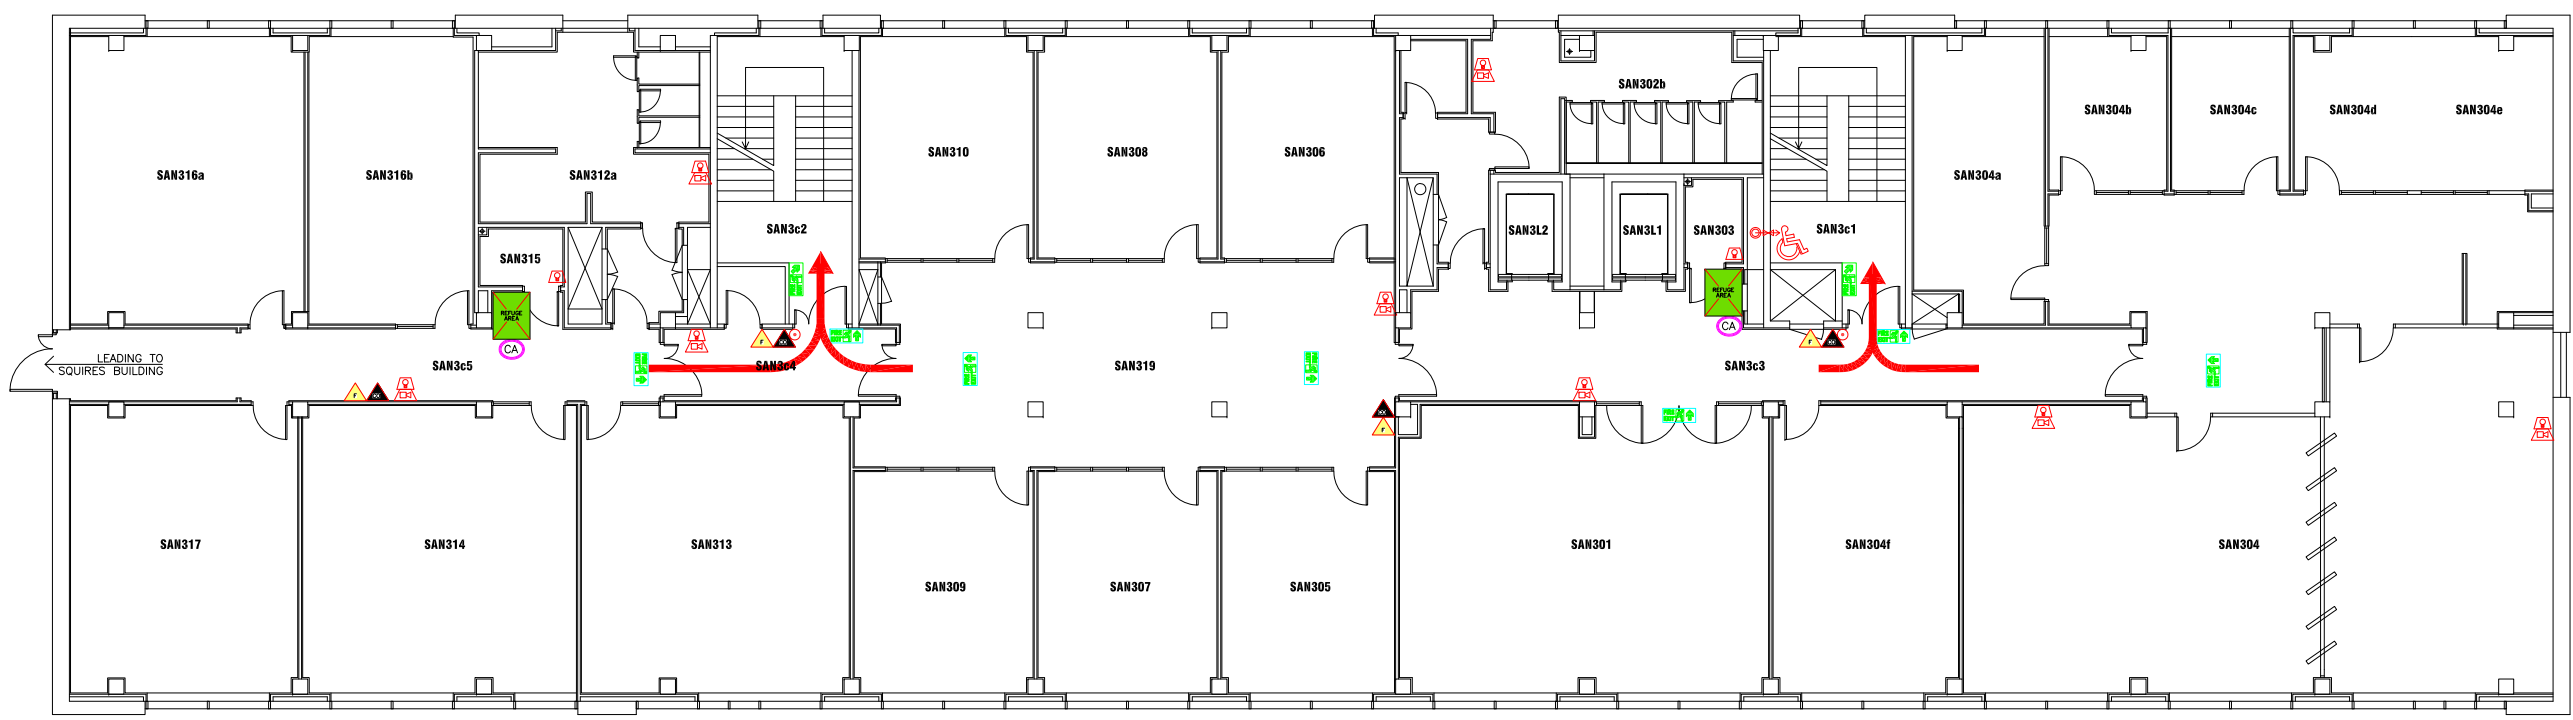 SAN302b
SAN304b
SAN304c
SAN304d
SAN304e
SAN310
SAN308
SAN306
SAN316a
SAN316b
SAN312a
SAN304a
SAN3c2
SAN3L2
SAN3L1
SAN303
SAN3c1
SAN315
REFUGE
AREA
REFUGE
AREA
CA
CA
LEADING TO
SQUIRES BUILDING
SAN3c5
SAN3c4
SAN319
SAN3c3
F
F
F
F
SAN317
SAN314
SAN313
SAN301
SAN304f
SAN304
SAN309
SAN307
SAN305